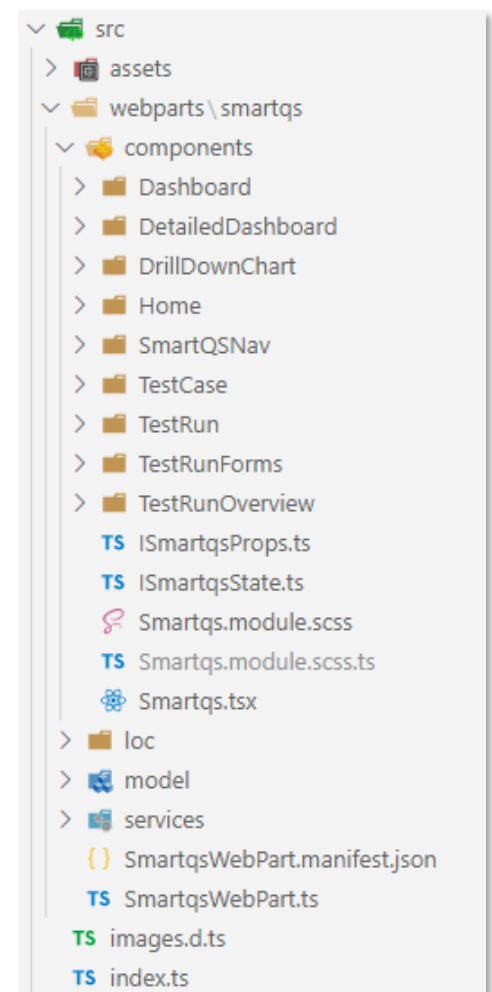 src
assets
webparts\smartqs
components
Dashboard
DetailedDashboard
DrillDownChart
Home
SmartQSNav
TestCase
TestRun
TestRunForms
TestRunOverview
TS ISmartqsProps.ts
TS ISmartqsState.ts
Smartqs.module.scss
TS Smartqs.module.scss.ts
Smartqs.tsx
loc
model
services
{ } SmartqsWebPart.manifest.json
TS SmartqsWebPart.ts
TS images.d.ts
TS index.ts